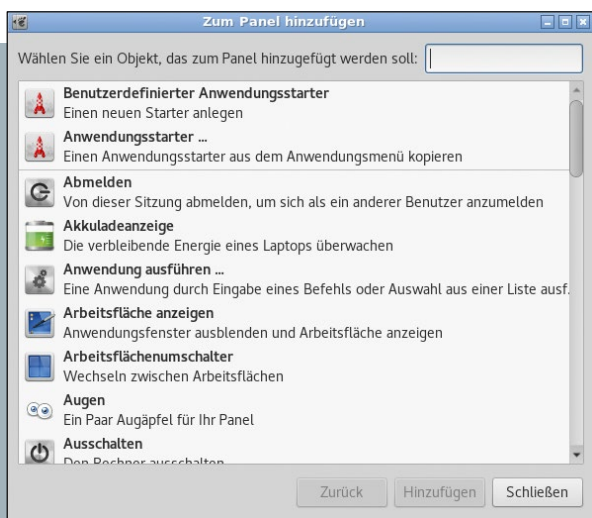 Zum Panel hinzufügen
Wählen Sie ein Objekt, das zum Panel hinzugefügt werden soll:
Benutzerdefinierter Anwendungsstarter
Einen neuen Starter anlegen
Anwendungsstarter ...
Einen Anwendungsstarter aus dem Anwendungsmenü kopieren
Abmelden
Von dieser Sitzung abmelden, um sich als ein anderer Benutzer anzumelden
Akkuladeanzeige
Die verbleibende Energie eines Laptops überwachen
Anwendung ausführen ...
Eine Anwendung durch Eingabe eines Befehls oder Auswahl aus einer Liste ausf.
Arbeitsfläche anzeigen
Anwendungsfenster ausblenden und Arbeitsfläche anzeigen
Arbeitsflächenumschalter
Wechseln zwischen Arbeitsflächen
Augen
Ein Paar Augäpfel für Ihr Panel
Ausschalten
Den Rechner ausschalten
Zurück Hinzufügen Schließen